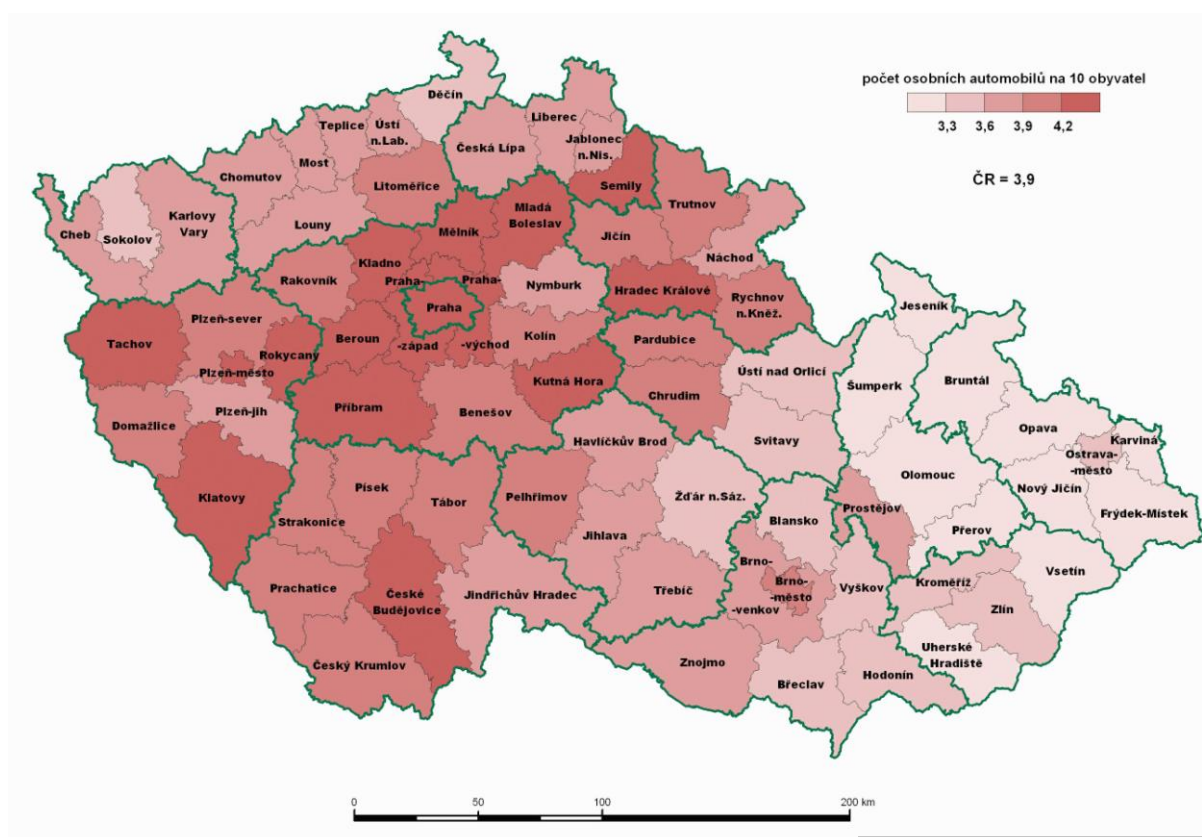 počet osobních automobilů na 10 obyvatel
3,3 3,6 3,9 4,2
ČR = 3,9
Děčín
Liberec
Teplice
Ústí
n.Lab.
Jablonec
n.Nis.
Česká Lípa
Most
Chomutov
Litoměřice
Semily
Trutnov
Karlovy
Vary
Louny
Mladá
Boleslav
Cheb
Sokolov
Mělník
Jičín
Náchod
Kladno
Rakovník
Praha-
Praha-
Nymburk
Hradec Králové
Rychnov
n.Kněž.
Jeseník
Praha
Plzeň-sever
Tachov
Beroun
-západ
-východ
Kolín
Pardubice
Rokycany
Plzeň-město
Ústí nad Orlicí
Šumperk
Bruntál
Kutná Hora
Chrudim
Příbram
Benešov
Plzeň-jih
Domažlice
Opava
Karviná
Havlíčkův Brod
Svitavy
Ostrava-
-město
Olomouc
Klatovy
Písek
Tábor
Pelhřimov
Žďár n.Sáz.
Nový Jičín
Prostějov
Frýdek-Místek
Strakonice
Blansko
Přerov
Jihlava
Brno-
Brno-
-město
-venkov
Vyškov
Kroměříž
Vsetín
Prachatice
České
Budějovice
Jindřichův Hradec
Třebíč
Zlín
Uherské
Hradiště
Český Krumlov
Znojmo
Břeclav
Hodonín
0 50 100 200 km